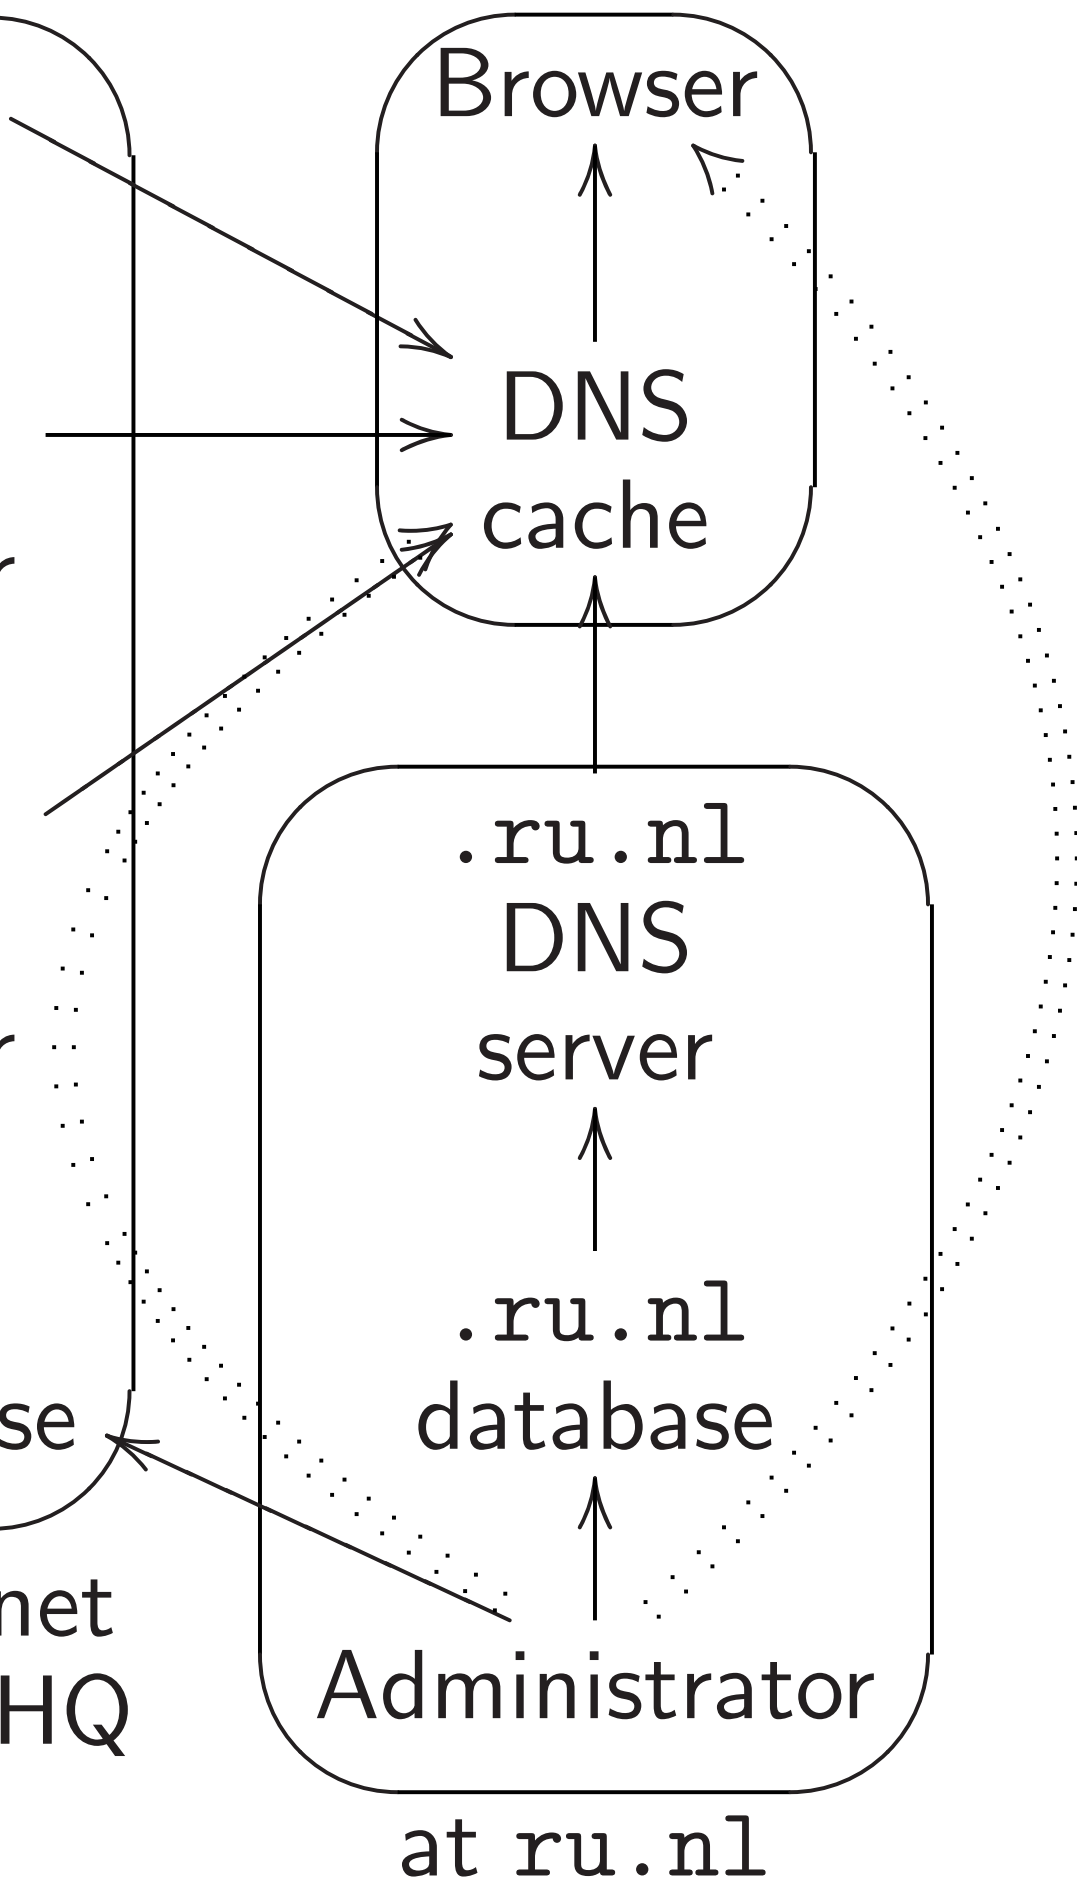 Browser
DNS
cache
.ru.nl
DNS
server
.ru.nl
database
Administrator
at ru.nl
r
r
se
net
HQ